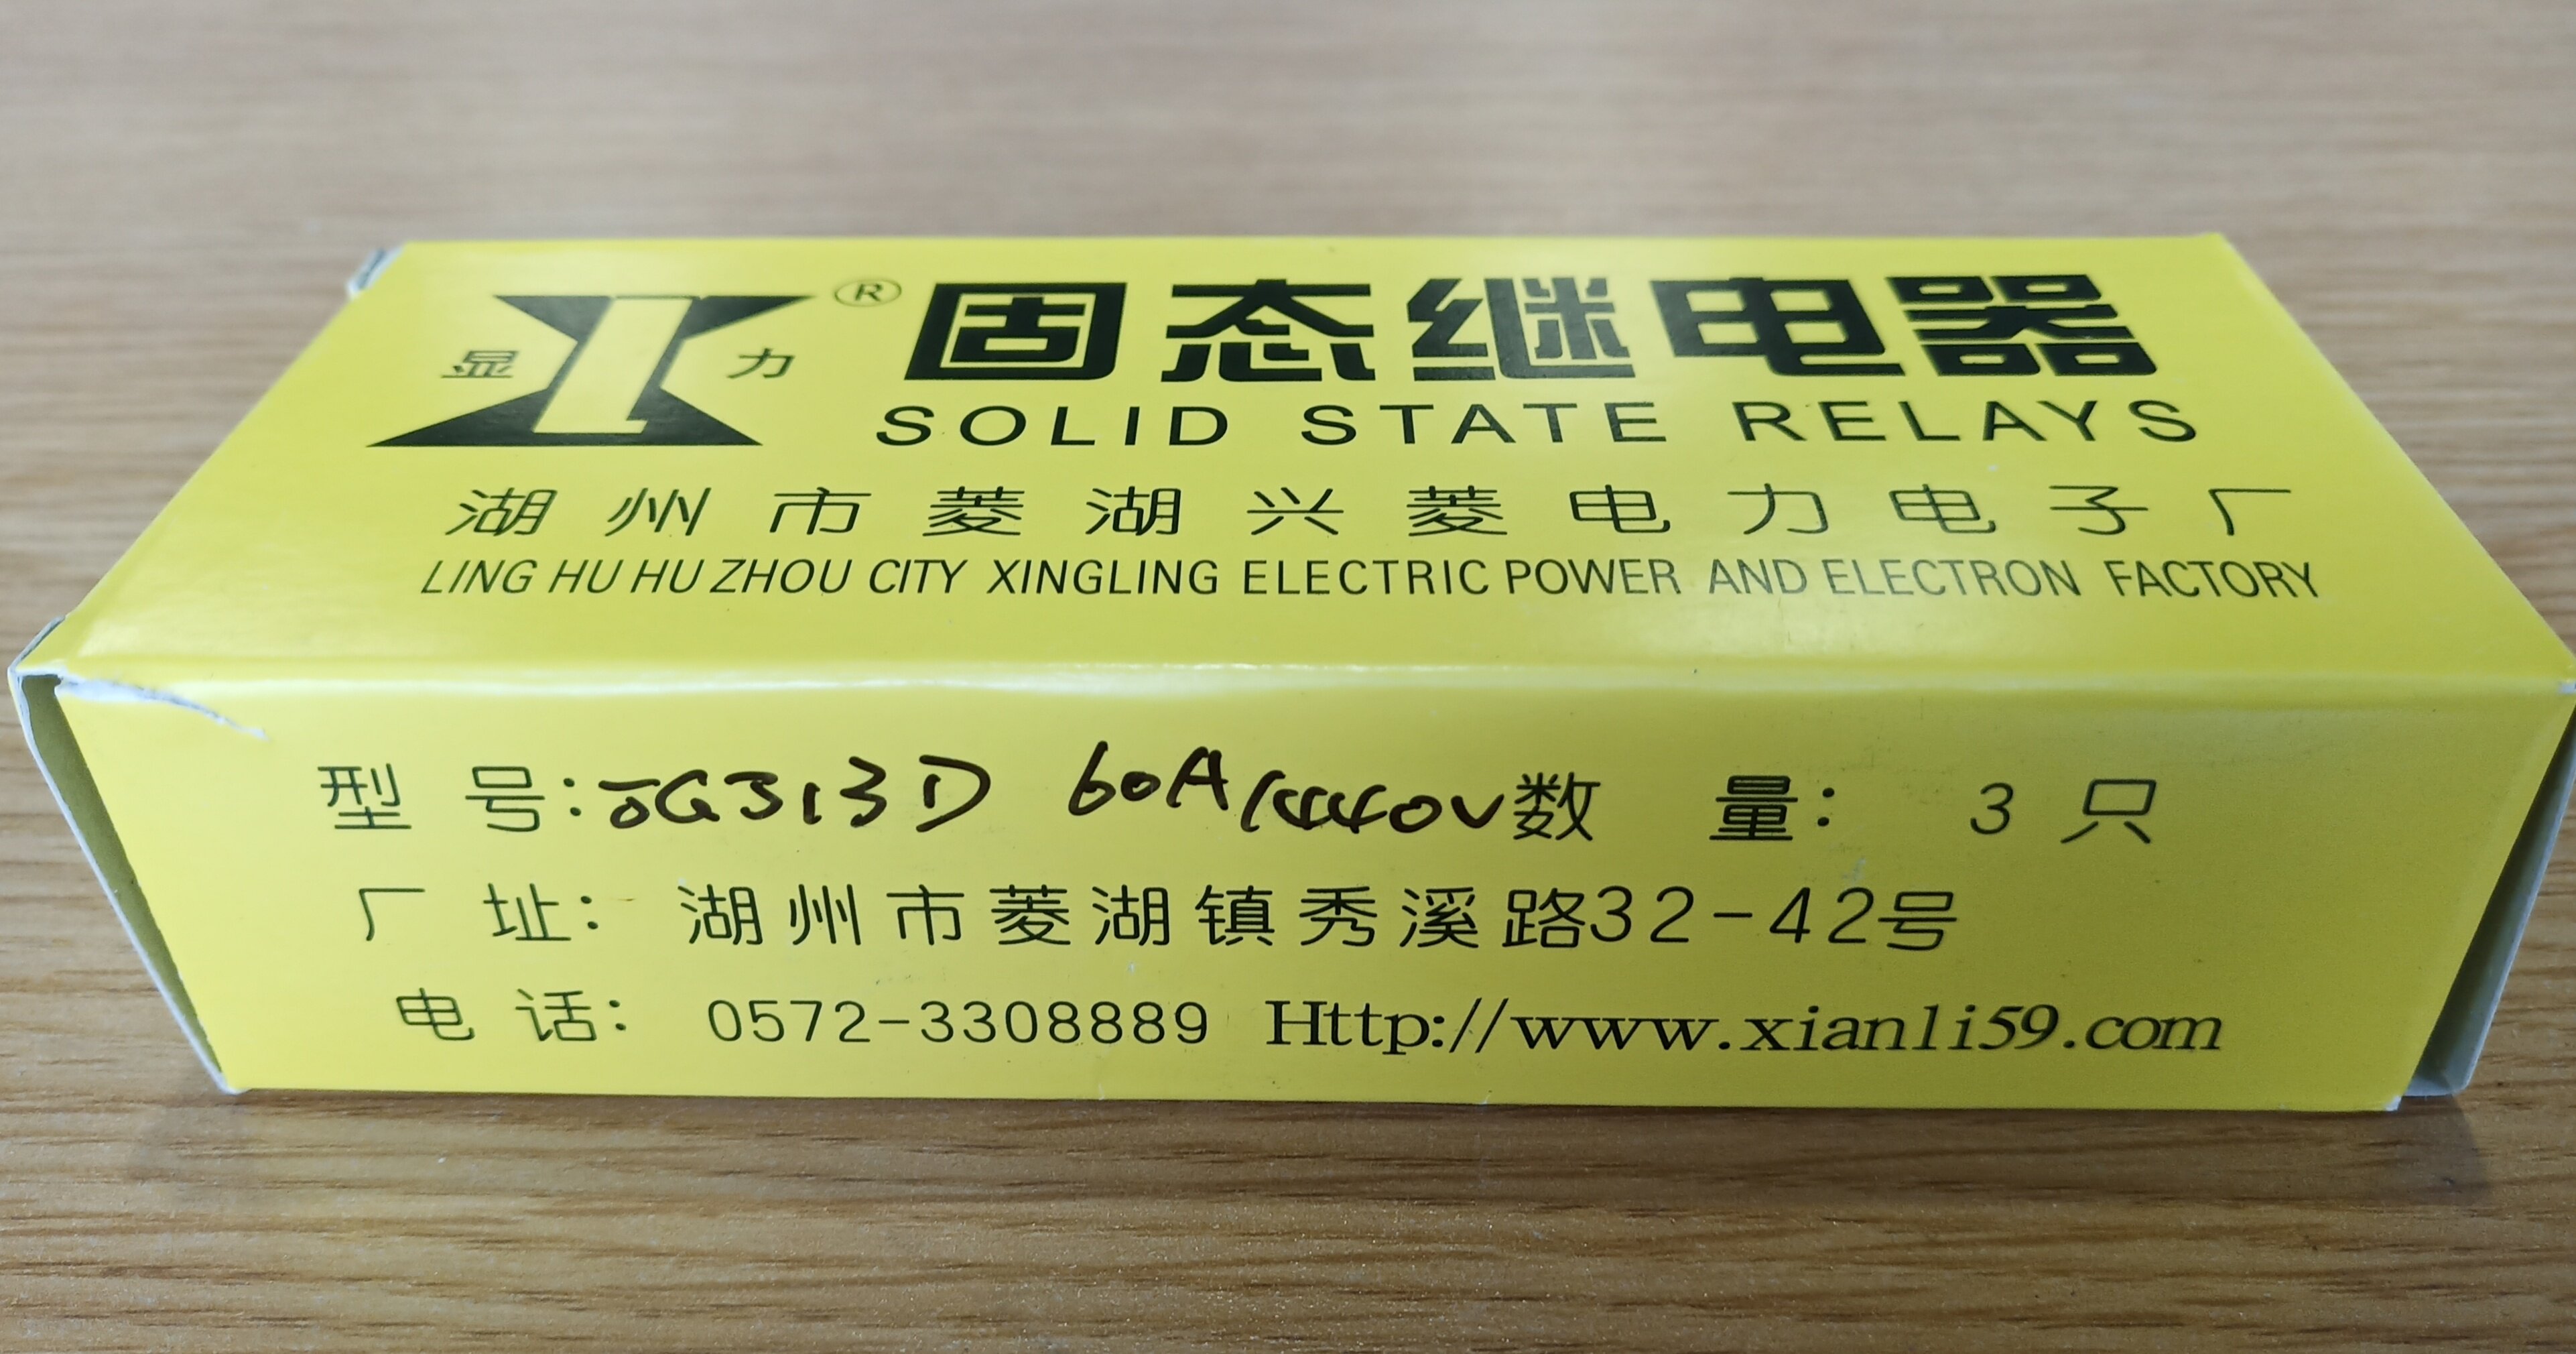 显 力 ® 固态继电器
SOLID STATE RELAYS
湖州市菱湖兴菱电力电子厂
LING HU HU ZHOU CITY XINGLING ELECTRIC POWER AND ELECTRON FACTORY
型 号: JG313D 60A/440V 数 量: 3 只
厂 址: 湖州市菱湖镇秀溪路32-42号
电 话: 0572-3308889 Http://www.xianli59.com